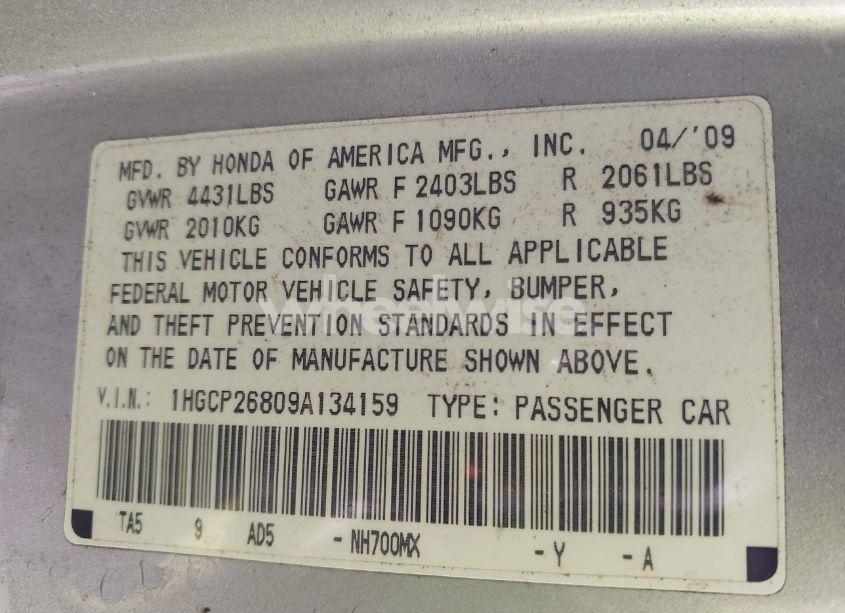 MFD. BY HONDA OF AMERICA MFG., INC. 04/'09
GVWR 4431LBS GAWR F 2403LBS R 2061LBS
GVWR 2010KG GAWR F 1090KG R 935KG
THIS VEHICLE CONFORMS TO ALL APPLICABLE
FEDERAL MOTOR VEHICLE SAFETY, BUMPER,
AND THEFT PREVENTION STANDARDS IN EFFECT
ON THE DATE OF MANUFACTURE SHOWN ABOVE.
V.I.N.: 1HGCP26809A134159 TYPE: PASSENGER CAR
TA5 9 AD5 - NH700MX - Y - A
Wheelwise